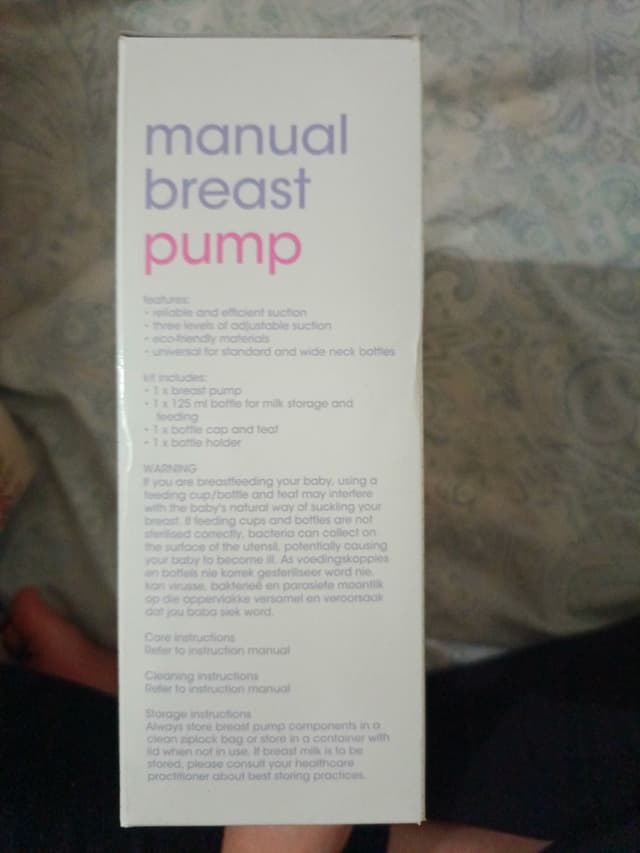 manual
breast
pump
features:
- reliable and efficient suction
- three levels of adjustable suction
- eco-friendly materials
- universal for standard and wide neck bottles
kit includes:
- 1 x breast pump
- 1 x 125 ml bottle for milk storage and
feeding
- 1 x bottle cap and teat
- 1 x bottle holder
WARNING
If you are breastfeeding your baby, using a
feeding cup/bottle and teat may interfere
with the baby's natural way of suckling your
breast. If feeding cups and bottles are not
sterilised correctly, bacteria can collect on
the surface of the utensil, potentially causing
your baby to become ill. As voedingskoppies
en bottels nie korrek gesteriliseer word nie,
kan virusse, bakterieë en parasiete moontlik
op die oppervlakke versamel en veroorsaak
dat jou baba siek word.
Care instructions
Refer to instruction manual
Cleaning instructions
Refer to instruction manual
Storage instructions
Always store breast pump components in a
clean ziplock bag or store in a container with
lid when not in use. If breast milk is to be
stored, please consult your healthcare
practitioner about best storing practices.